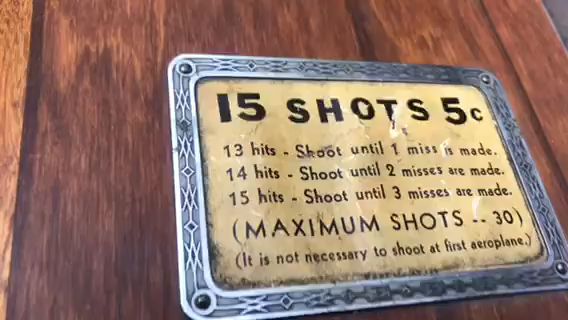 15 SHOTS 5c
13 hits - Shoot until 1 miss is made.
14 hits - Shoot until 2 misses are made.
15 hits - Shoot until 3 misses are made.
(MAXIMUM SHOTS -- 30)
(It is not necessary to shoot at first aeroplane.)